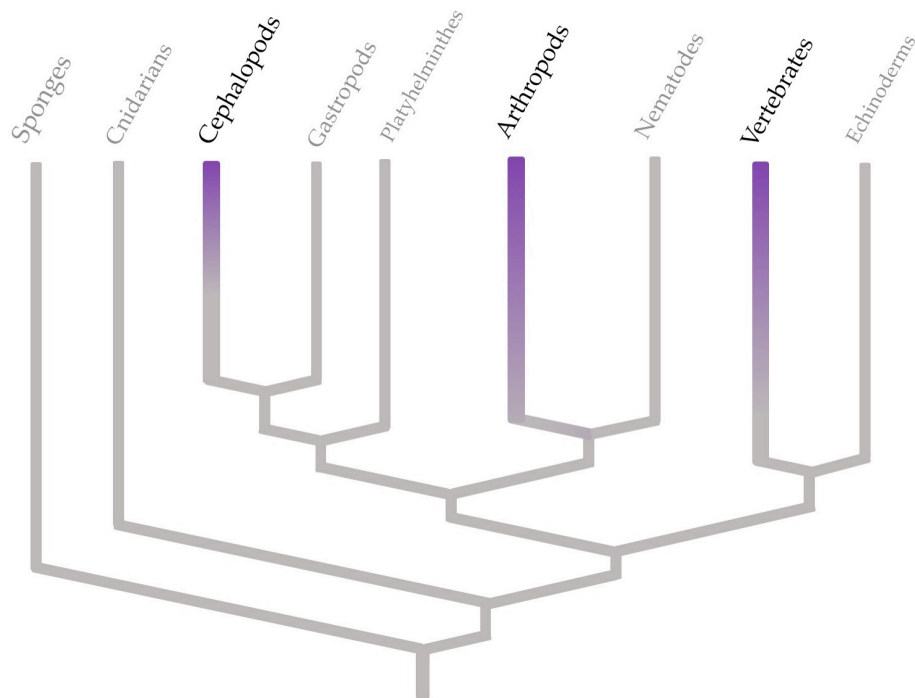 Sponges
Cnidarians
Cephalopods
Gastropods
Platyhelminthes
Arthropods
Nematodes
Vertebrates
Echinoderms